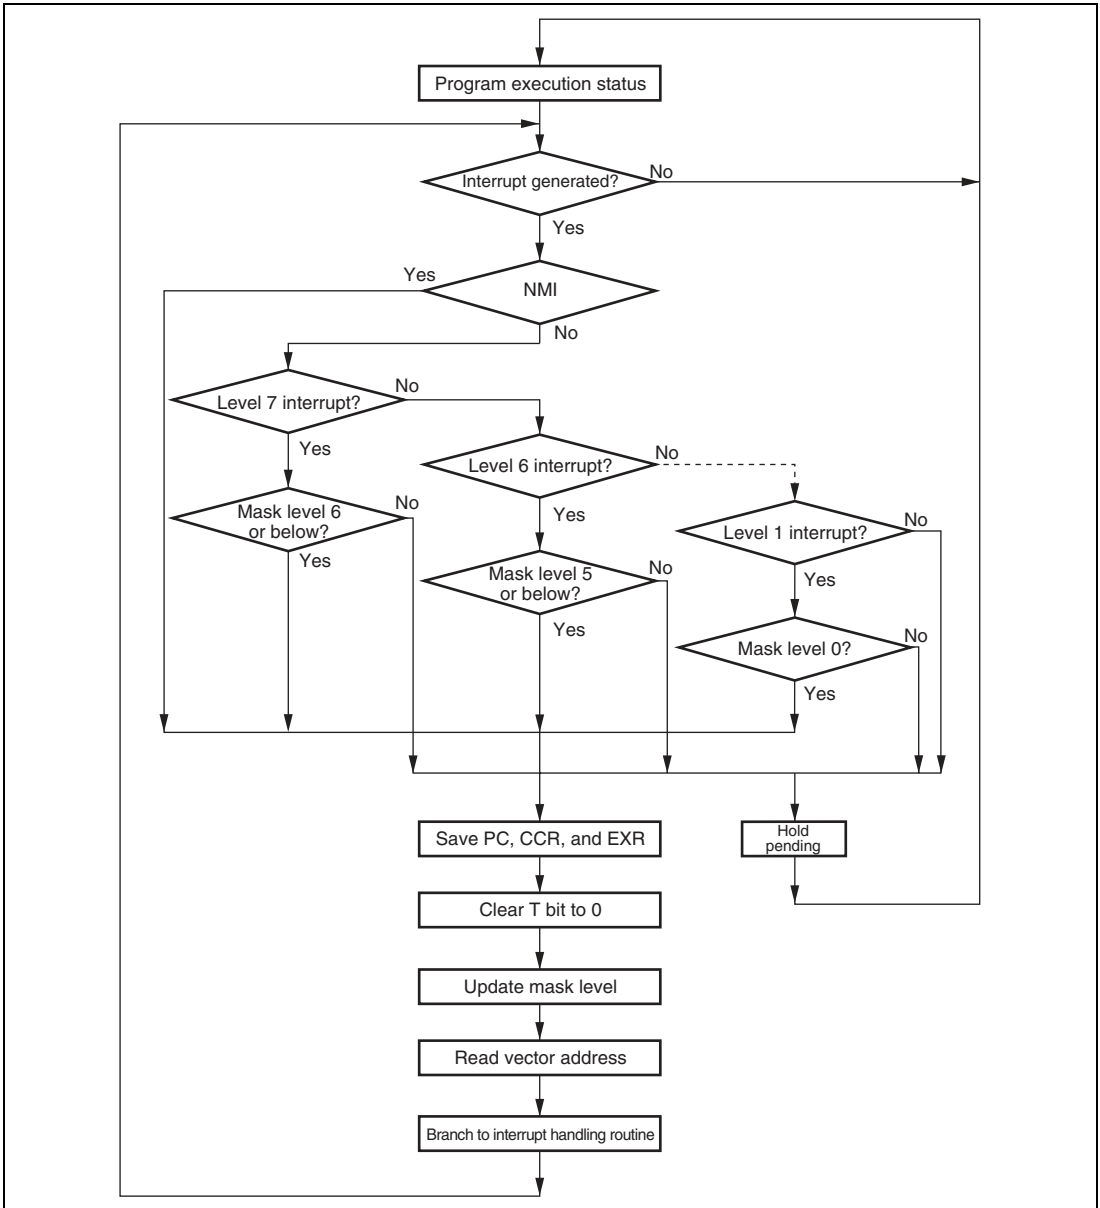 Program execution status
Interrupt generated?
No
Yes
Yes
NMI
No
Level 7 interrupt?
No
Yes
Level 6 interrupt?
No
Mask level 6
or below?
No
Yes
Yes
Level 1 interrupt?
No
Mask level 5
or below?
No
Yes
Yes
Mask level 0?
No
Yes
Save PC, CCR, and EXR
Hold
pending
Clear T bit to 0
Update mask level
Read vector address
Branch to interrupt handling routine